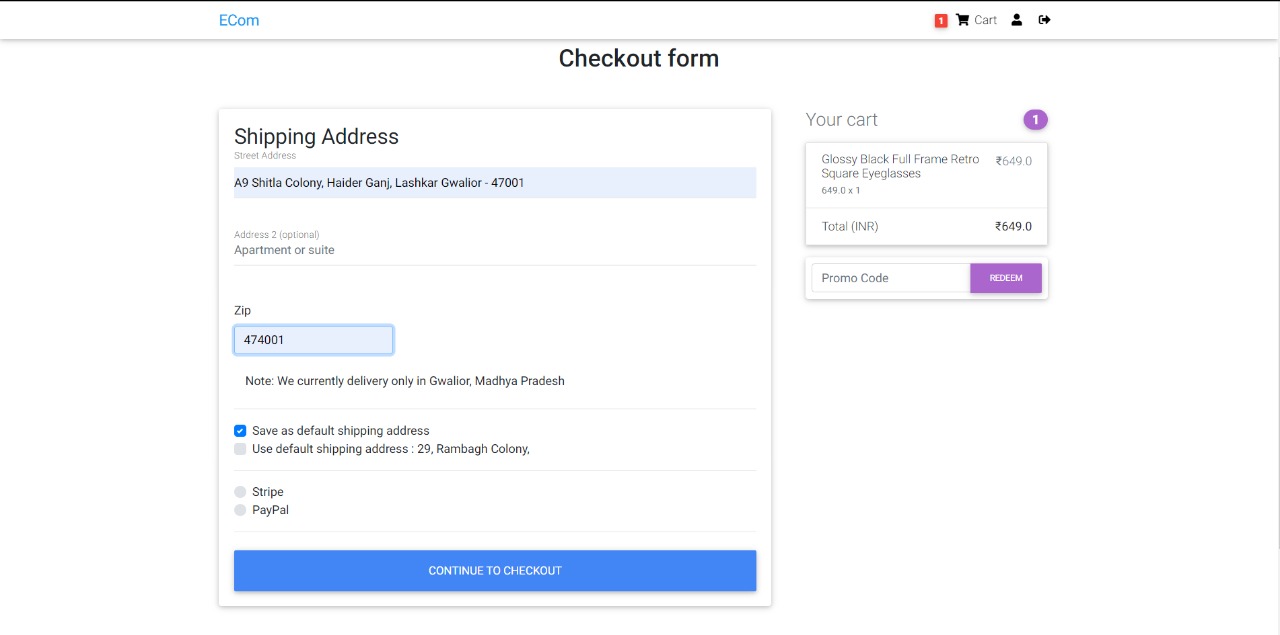 ECom
1 Cart
Checkout form
Shipping Address
Street Address
A9 Shitla Colony, Haider Ganj, Lashkar Gwalior - 47001
Address 2 (optional)
Apartment or suite
Zip
474001
Note: We currently delivery only in Gwalior, Madhya Pradesh
Save as default shipping address
Use default shipping address : 29, Rambagh Colony,
Stripe
PayPal
CONTINUE TO CHECKOUT
Your cart 1
Glossy Black Full Frame Retro ₹649.0
Square Eyeglasses
649.0 x 1
Total (INR) ₹649.0
Promo Code REDEEM